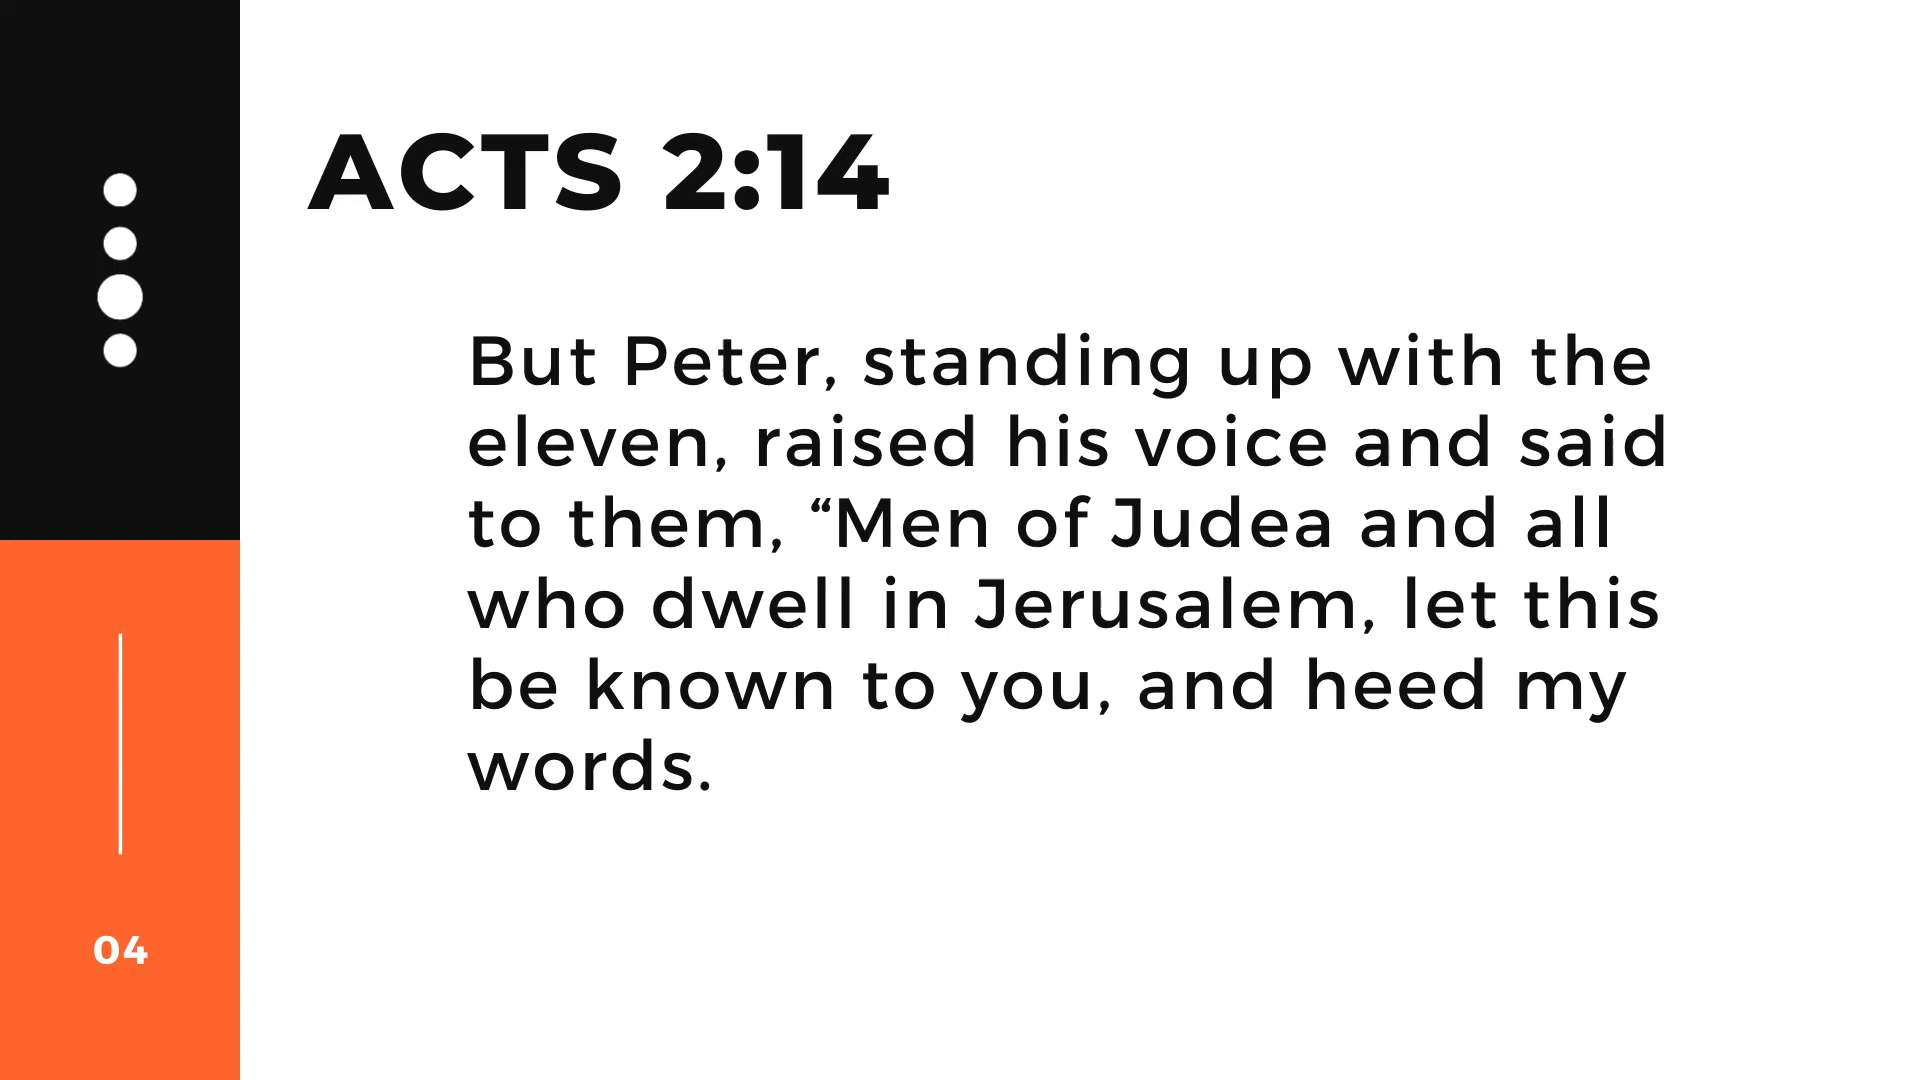 ACTS 2:14
But Peter, standing up with the
eleven, raised his voice and said
to them, “Men of Judea and all
who dwell in Jerusalem, let this
be known to you, and heed my
words.
04